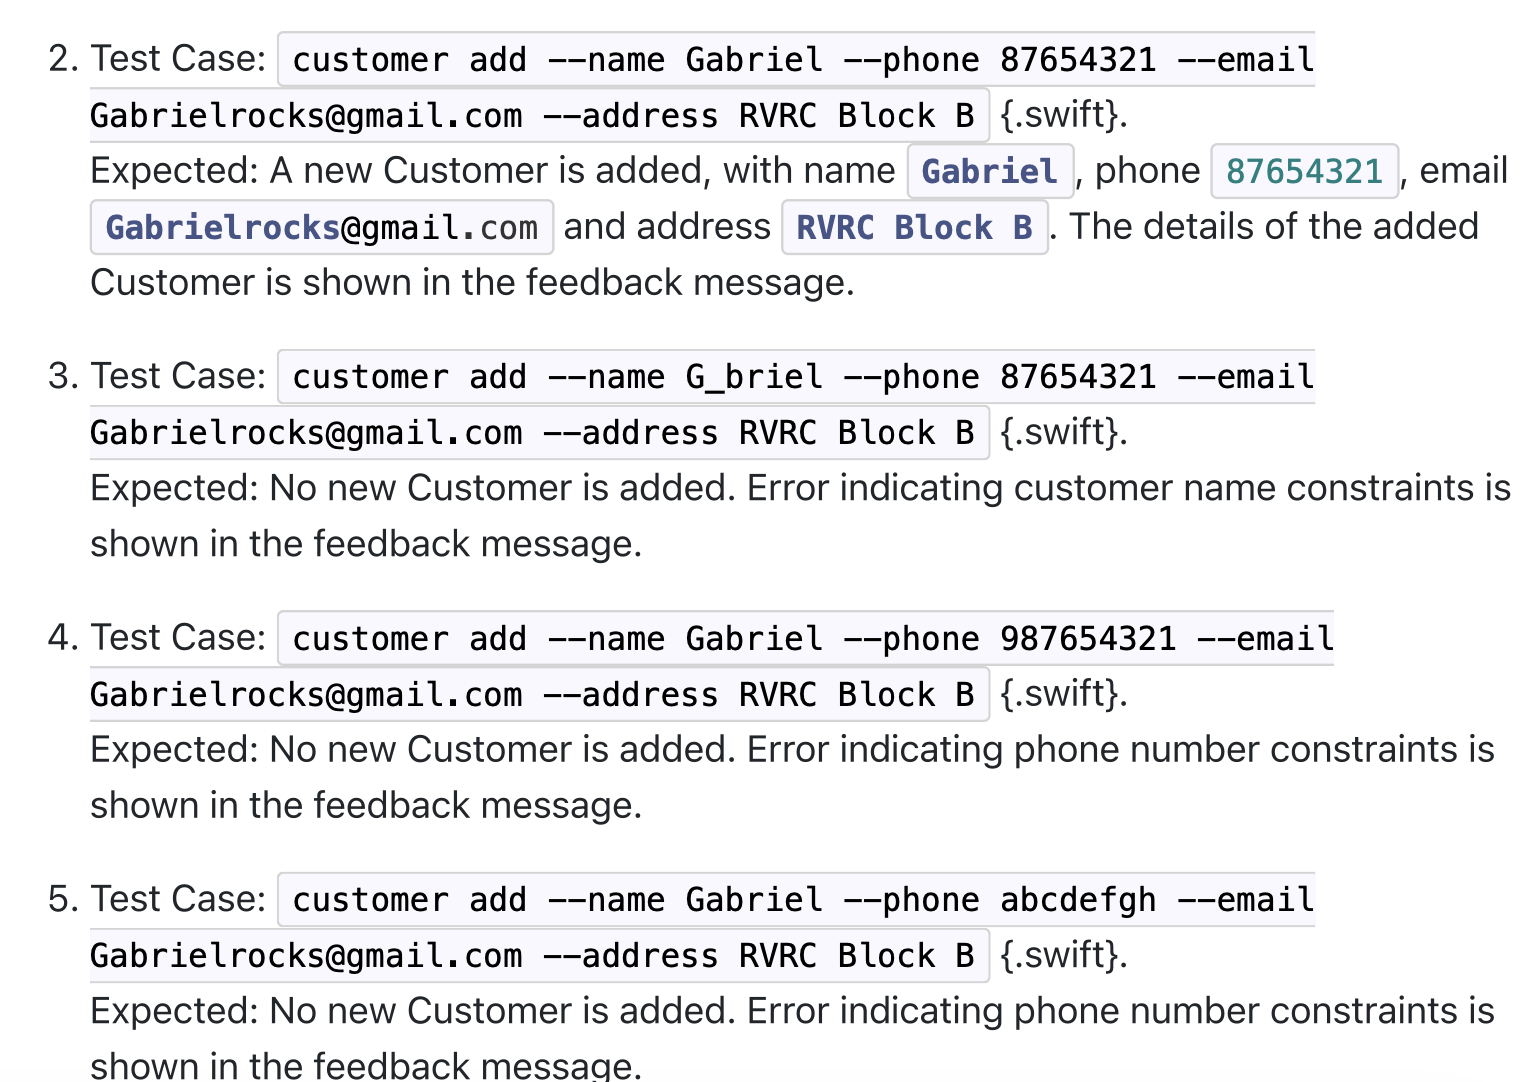 2. Test Case: customer add --name Gabriel --phone 87654321 --email
Gabrielrocks@gmail.com --address RVRC Block B {.swift}.
Expected: A new Customer is added, with name Gabriel, phone 87654321, email
Gabrielrocks@gmail.com and address RVRC Block B. The details of the added
Customer is shown in the feedback message.
3. Test Case: customer add --name G_briel --phone 87654321 --email
Gabrielrocks@gmail.com --address RVRC Block B {.swift}.
Expected: No new Customer is added. Error indicating customer name constraints is
shown in the feedback message.
4. Test Case: customer add --name Gabriel --phone 987654321 --email
Gabrielrocks@gmail.com --address RVRC Block B {.swift}.
Expected: No new Customer is added. Error indicating phone number constraints is
shown in the feedback message.
5. Test Case: customer add --name Gabriel --phone abcdefgh --email
Gabrielrocks@gmail.com --address RVRC Block B {.swift}.
Expected: No new Customer is added. Error indicating phone number constraints is
shown in the feedback message.